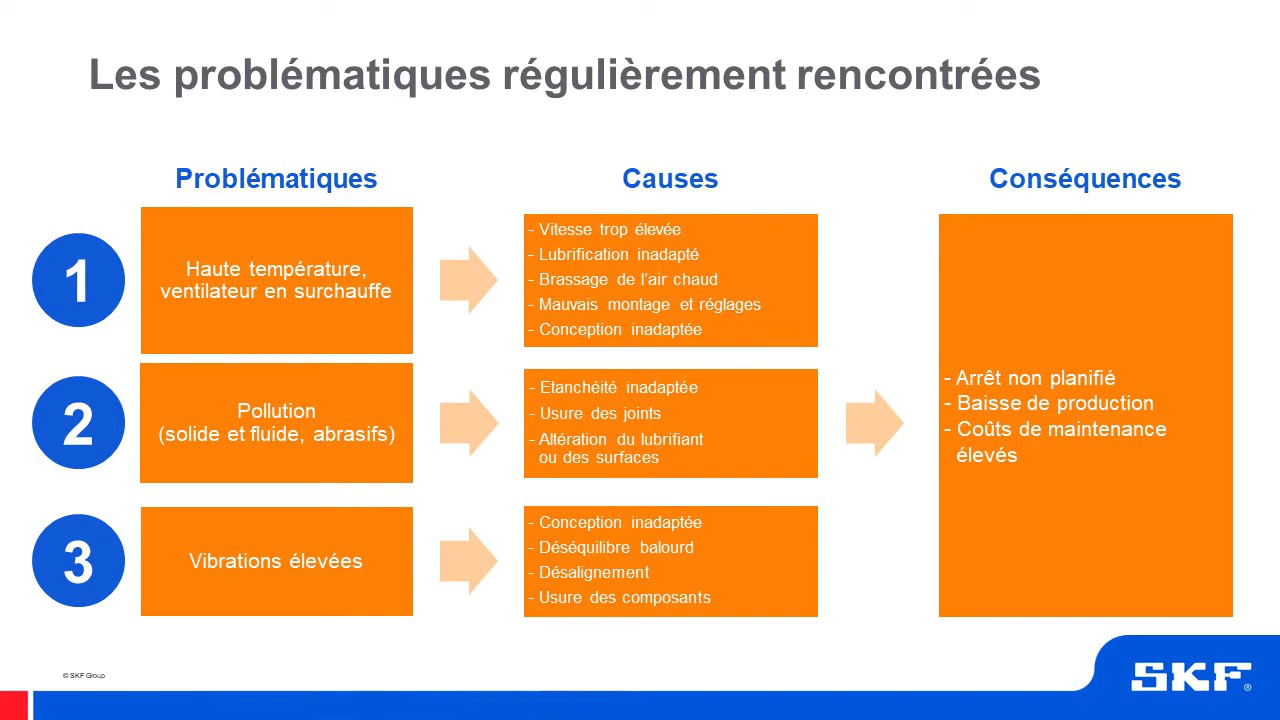 Les problématiques régulièrement rencontrées
Problématiques
Causes
Conséquences
1
Haute température,
ventilateur en surchauffe
- Vitesse trop élevée
- Lubrification inadapté
- Brassage de l'air chaud
- Mauvais montage et réglages
- Conception inadaptée
2
Pollution
(solide et fluide, abrasifs)
- Etanchéité inadaptée
- Usure des joints
- Altération du lubrifiant
ou des surfaces
3
Vibrations élevées
- Conception inadaptée
- Déséquilibre balourd
- Désalignement
- Usure des composants
- Arrêt non planifié
- Baisse de production
- Coûts de maintenance
élevés
© SKF Group
SKF®